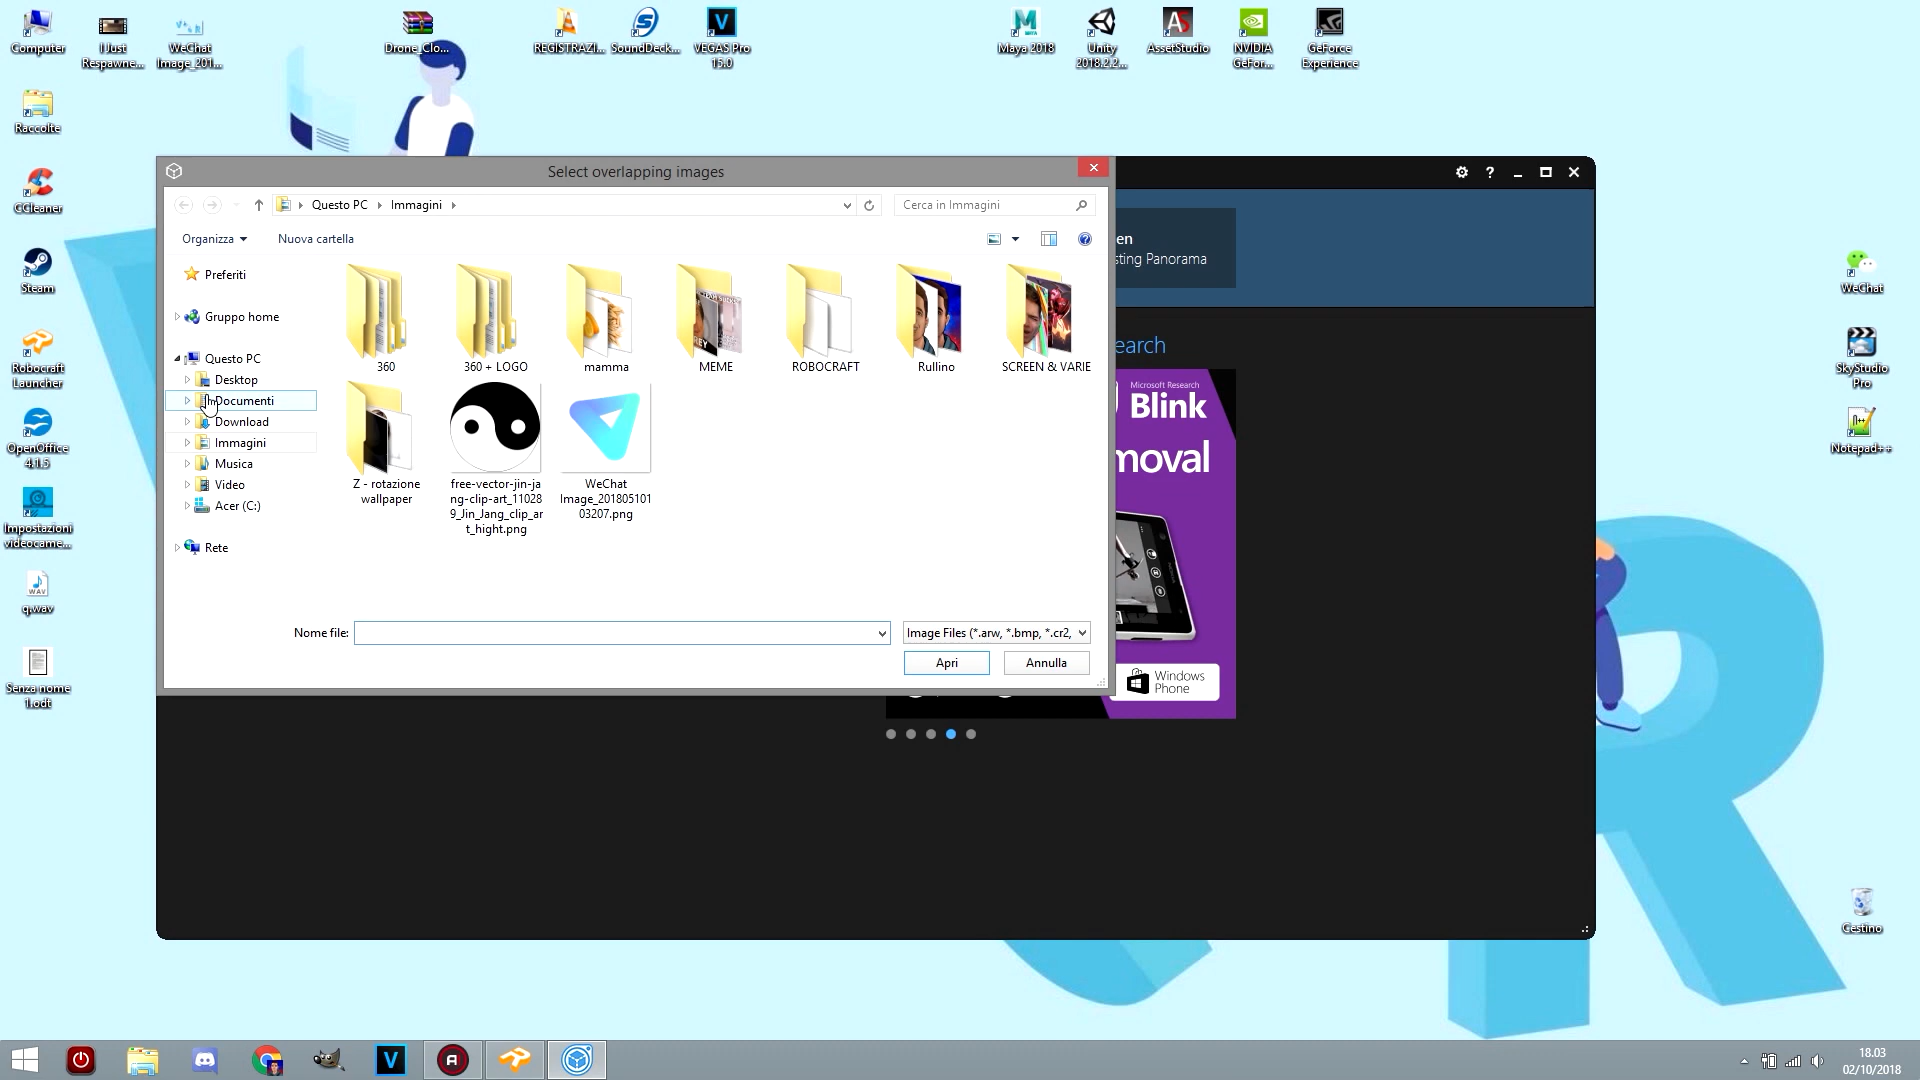 Computer
I Just
Respawne...
WeChat
Image_201...
Drone_Clo...
REGISTRAZI...
SoundDeck...
VEGAS Pro
15.0
Maya 2018
Unity
2018.2.2...
AssetStudio
NVIDIA
GeFor...
GeForce
Experience
Raccolte
CCleaner
Steam
Robocraft
Launcher
OpenOffice
4.1.5
Impostazioni
videocame...
q.wav
Senza nome
1.odt
Select overlapping images
Questo PC
Immagini
Cerca in Immagini
Organizza
Nuova cartella
Preferiti
Gruppo home
Questo PC
Desktop
Documenti
Download
Immagini
Musica
Video
Acer (C:)
Rete
360
360 + LOGO
mamma
MEME
ROBOCRAFT
Rullino
SCREEN & VARIE
Z - rotazione
wallpaper
free-vector-jin-ja
ng-clip-art_11028
9_Jin_Jang_clip_ar
t_hight.png
WeChat
Image_201805101
03207.png
Nome file:
Image Files (*.arw, *.bmp, *.cr2,
Apri
Annulla
?
en
sting Panorama
earch
Microsoft Research
Blink
moval
Windows
Phone
WeChat
SkyStudio
Pro
Notepad++
Cestino
18.03
02/10/2018